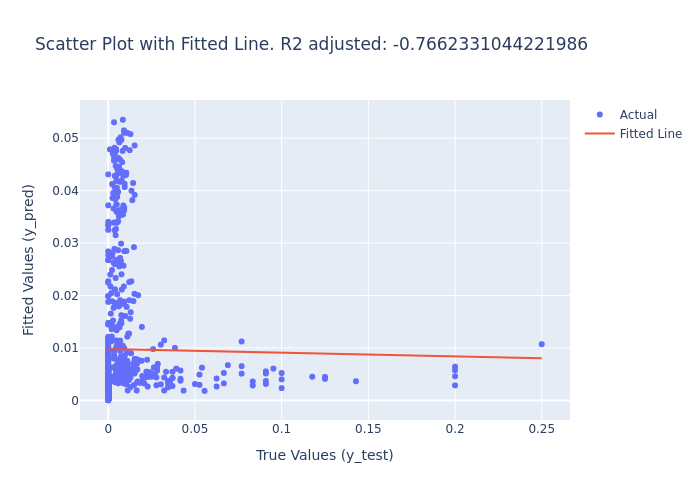 Scatter Plot with Fitted Line. R2 adjusted: -0.7662331044221986
Actual
Fitted Line
0.05
0.04
0.03
0.02
0.01
0
Fitted Values (y_pred)
0
0.05
0.1
0.15
0.2
0.25
True Values (y_test)